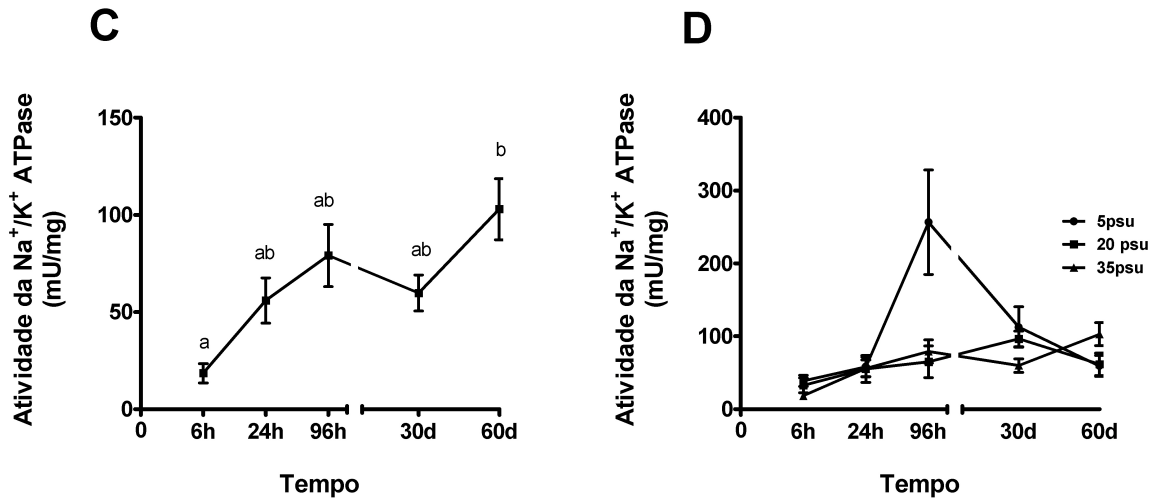 C
Atividade da Na⁺/K⁺ ATPase
(mU/mg)
150
100
50
0
a
ab
ab
ab
b
0 6h 24h 96h 30d 60d
Tempo
D
Atividade da Na⁺/K⁺ ATPase
(mU/mg)
400
300
200
100
0
5psu
20 psu
35psu
0 6h 24h 96h 30d 60d
Tempo